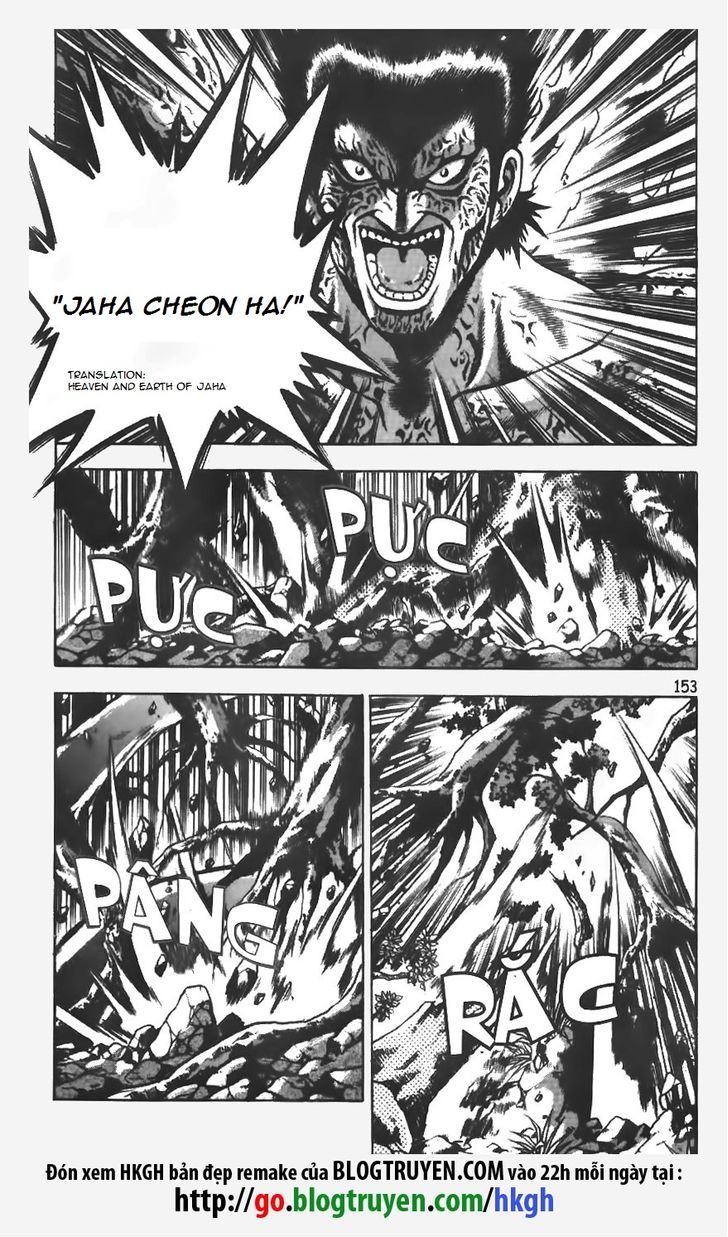 "JAHA CHEON HA!"
TRANSLATION:
HEAVEN AND EARTH OF JAHA
PỰC
PỰC
153
PÂNG
RẮC
Đón xem HKGH bản đẹp remake của BLOGTRUYEN.COM vào 22h mỗi ngày tại :
http://go.blogtruyen.com/hkgh